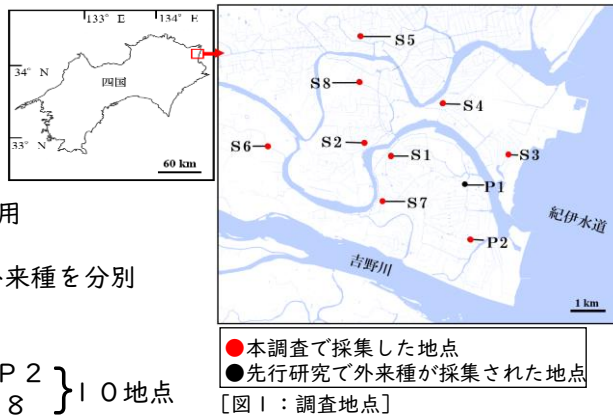 133° E
134° E
34° N
33° N
四国
60 km
S5
S8
S4
S6
S2
S1
S3
P1
S7
P2
紀伊水道
吉野川
1 km
用
来種を分別
P2
8
}10地点
●本調査で採集した地点
●先行研究で外来種が採集された地点
[図1:調査地点]